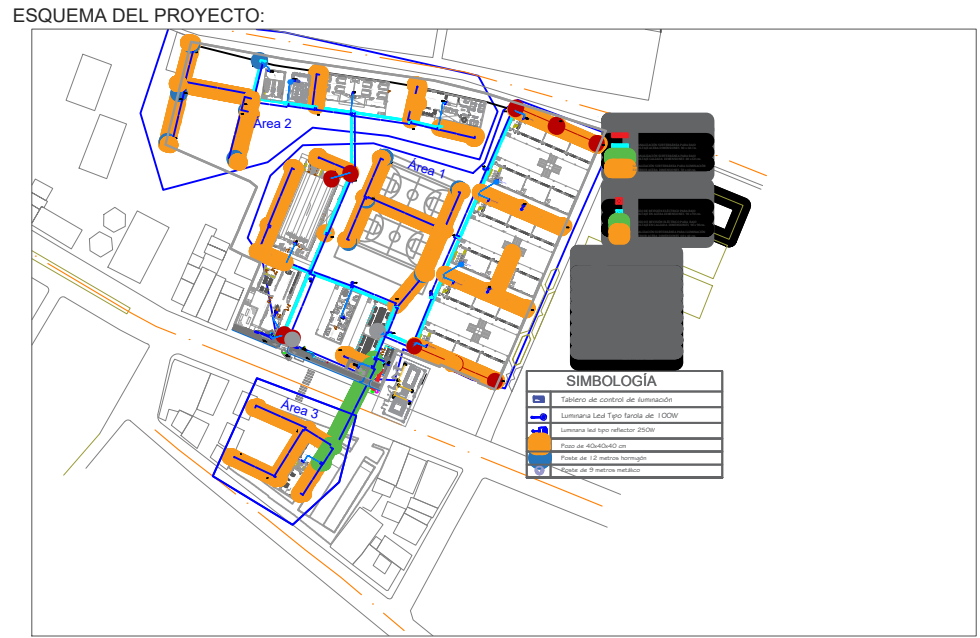 ESQUEMA DEL PROYECTO:
Área 2
Área 1
Área 3
SIMBOLOGÍA
Tablero de control de iluminación
Luminaria Led Tipo farola de 100W
Luminaria led tipo reflector 250W
Pozo de 40x40x40 cm
Poste de 12 metros hormigón
Poste de 9 metros metálico